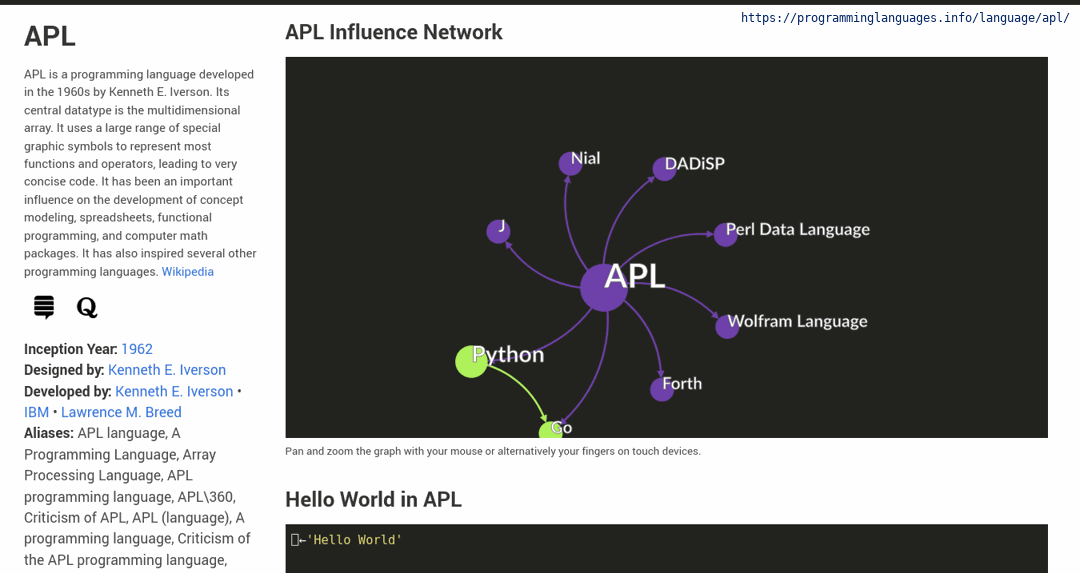 https://programminglanguages.info/language/apl/
APL
APL is a programming language developed
in the 1960s by Kenneth E. Iverson. Its
central datatype is the multidimensional
array. It uses a large range of special
graphic symbols to represent most
functions and operators, leading to very
concise code. It has been an important
influence on the development of concept
modeling, spreadsheets, functional
programming, and computer math
packages. It has also inspired several other
programming languages. Wikipedia
Inception Year: 1962
Designed by: Kenneth E. Iverson
Developed by: Kenneth E. Iverson •
IBM • Lawrence M. Breed
Aliases: APL language, A
Programming Language, Array
Processing Language, APL
programming language, APL\360,
Criticism of APL, APL (language), A
programming language, Criticism of
the APL programming language,
APL Influence Network
Nial
DADiSP
J
Perl Data Language
APL
Wolfram Language
Python
Forth
Go
Pan and zoom the graph with your mouse or alternatively your fingers on touch devices.
Hello World in APL
⎕←'Hello World'